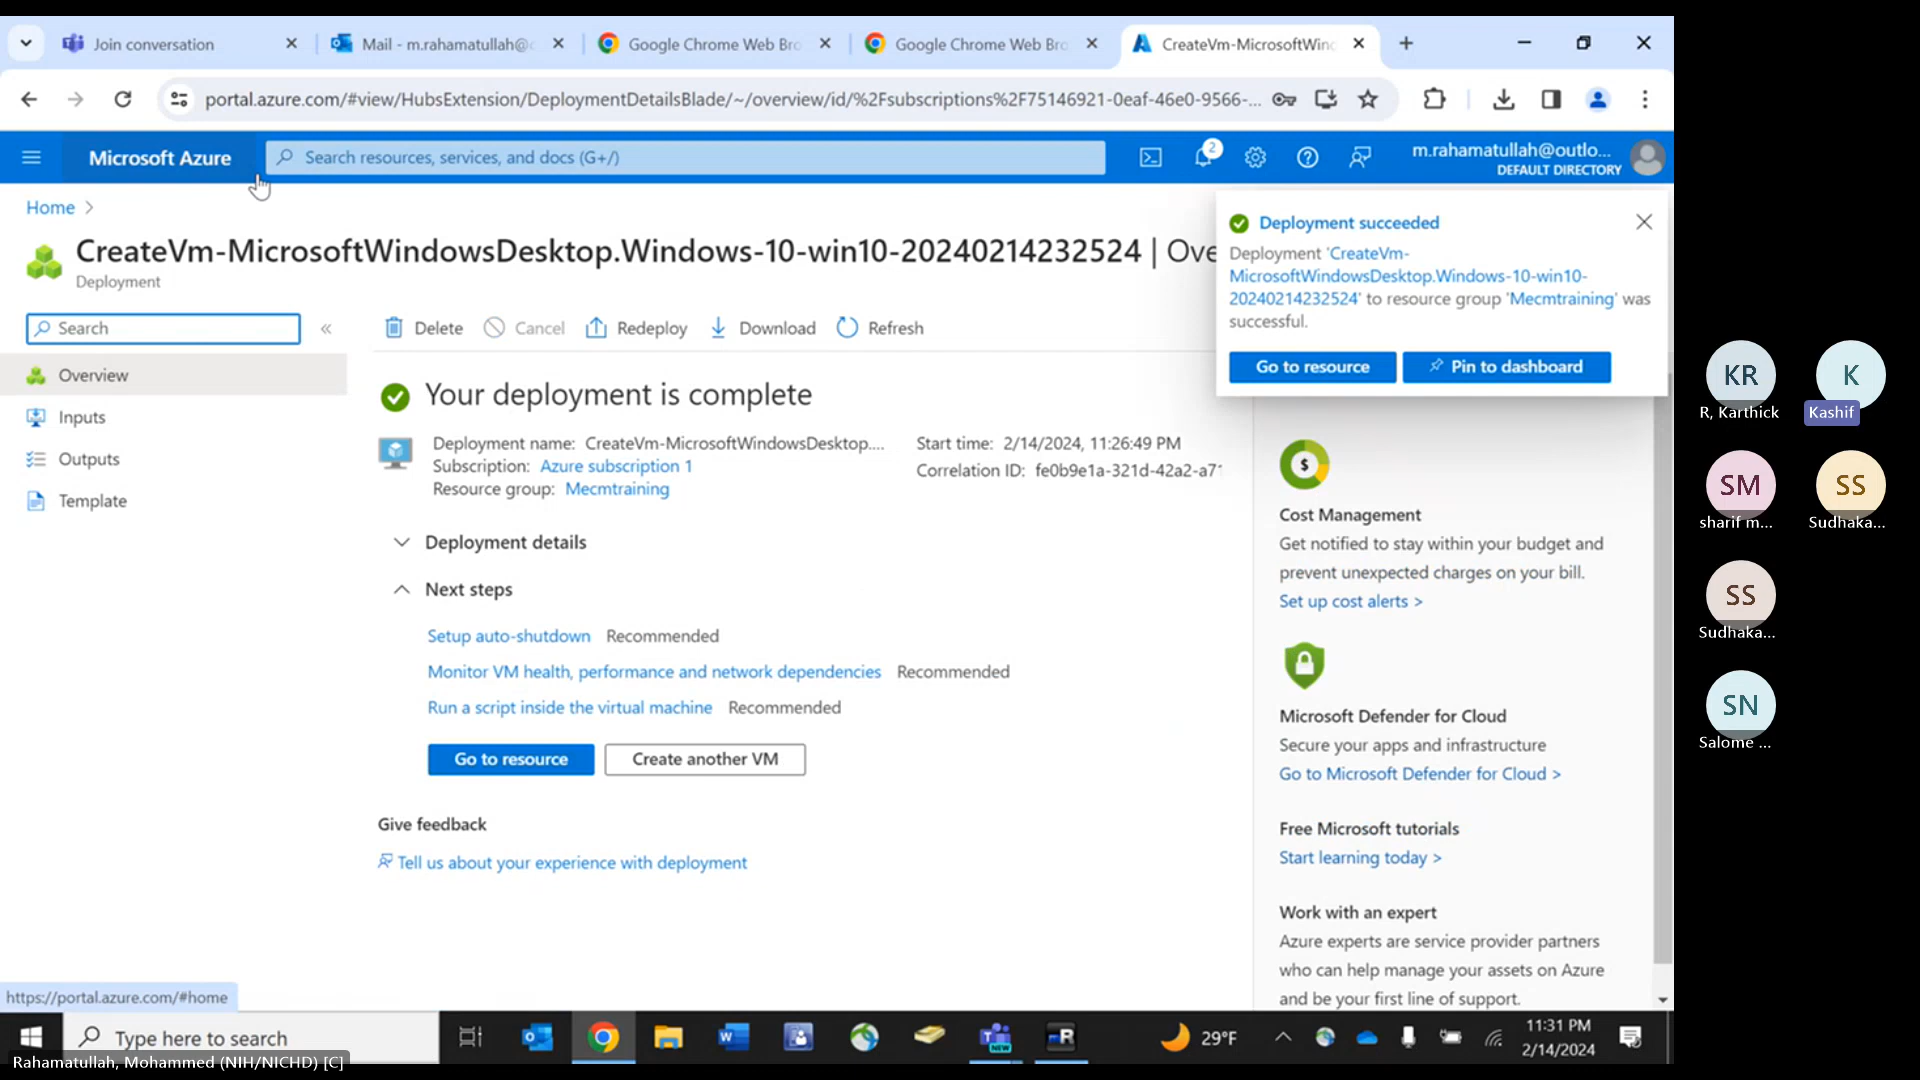 Join conversation
Mail - m.rahamatullah@
Google Chrome Web Bro
Google Chrome Web Bro
CreateVm-MicrosoftWin
portal.azure.com/#view/HubsExtension/DeploymentDetailsBlade/~/overview/id/%2Fsubscriptions%2F75146921-0eaf-46e0-9566-...
Microsoft Azure
Search resources, services, and docs (G+/)
2
m.rahamatullah@outlo...
DEFAULT DIRECTORY
Home
CreateVm-MicrosoftWindowsDesktop.Windows-10-win10-20240214232524 | Ove
Deployment
Deployment succeeded
Deployment 'CreateVm-
MicrosoftWindowsDesktop.Windows-10-win10-
20240214232524' to resource group 'Mecmtraining' was
successful.
Go to resource
Pin to dashboard
Search
«
Delete
Cancel
Redeploy
Download
Refresh
Overview
Inputs
Outputs
Template
Your deployment is complete
Deployment name: CreateVm-MicrosoftWindowsDesktop....
Subscription: Azure subscription 1
Resource group: Mecmtraining
Start time: 2/14/2024, 11:26:49 PM
Correlation ID: fe0b9e1a-321d-42a2-a71
Deployment details
Next steps
Setup auto-shutdown Recommended
Monitor VM health, performance and network dependencies Recommended
Run a script inside the virtual machine Recommended
Go to resource
Create another VM
Give feedback
Tell us about your experience with deployment
Cost Management
Get notified to stay within your budget and
prevent unexpected charges on your bill.
Set up cost alerts >
Microsoft Defender for Cloud
Secure your apps and infrastructure
Go to Microsoft Defender for Cloud >
Free Microsoft tutorials
Start learning today >
Work with an expert
Azure experts are service provider partners
who can help manage your assets on Azure
and be your first line of support.
https://portal.azure.com/#home
Type here to search
29°F
11:31 PM
2/14/2024
Rahamatullah, Mohammed (NIH/NICHD) [C]
KR
R, Karthick
K
Kashif
SM
sharif m...
SS
Sudhaka...
SS
Sudhaka...
SN
Salome ...